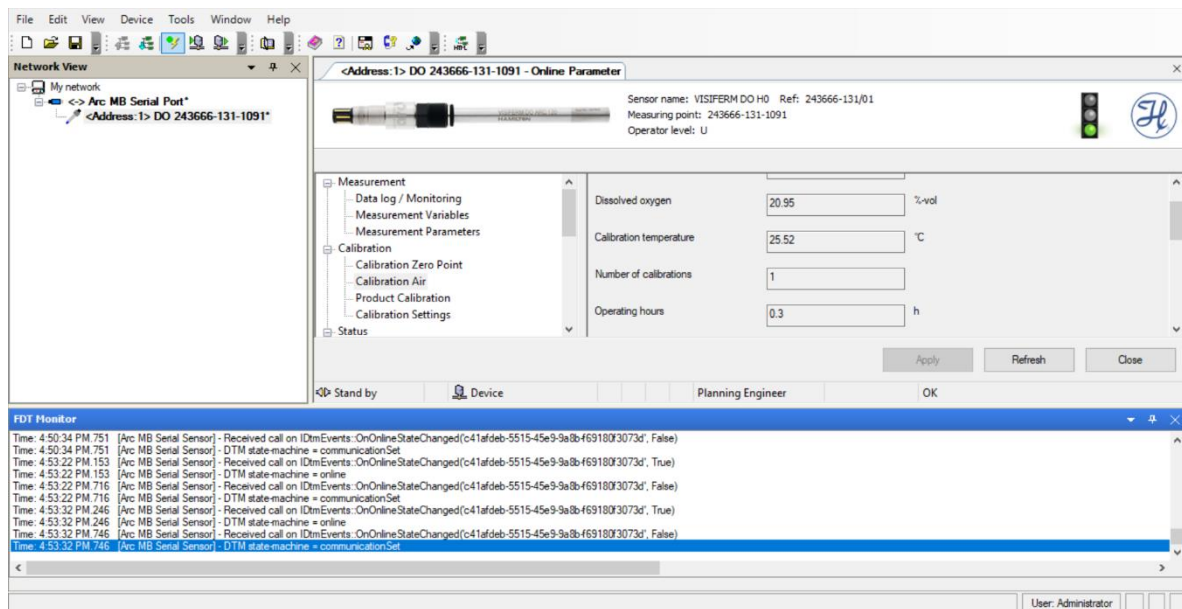 File Edit View Device Tools Window Help
Network View
My network
<-> Arc MB Serial Port*
<Address:1> DO 243666-131-1091*
<Address:1> DO 243666-131-1091 - Online Parameter
Sensor name: VISIFERM DO H0 Ref: 243666-131/01
Measuring point: 243666-131-1091
Operator level: U
Measurement
Data log / Monitoring
Measurement Variables
Measurement Parameters
Calibration
Calibration Zero Point
Calibration Air
Product Calibration
Calibration Settings
Status
Dissolved oxygen 20.95 %-vol
Calibration temperature 25.52 °C
Number of calibrations 1
Operating hours 0.3 h
Apply Refresh Close
Stand by Device Planning Engineer OK
FDT Monitor
Time: 4:50:34 PM.751 [Arc MB Serial Sensor] - Received call on IDtmEvents::OnOnlineStateChanged('c41afdeb-5515-45e9-9a8b-f69180f3073d', False)
Time: 4:50:34 PM.751 [Arc MB Serial Sensor] - DTM state-machine = communicationSet
Time: 4:53:22 PM.153 [Arc MB Serial Sensor] - Received call on IDtmEvents::OnOnlineStateChanged('c41afdeb-5515-45e9-9a8b-f69180f3073d', True)
Time: 4:53:22 PM.153 [Arc MB Serial Sensor] - DTM state-machine = online
Time: 4:53:22 PM.716 [Arc MB Serial Sensor] - Received call on IDtmEvents::OnOnlineStateChanged('c41afdeb-5515-45e9-9a8b-f69180f3073d', False)
Time: 4:53:22 PM.716 [Arc MB Serial Sensor] - DTM state-machine = communicationSet
Time: 4:53:32 PM.246 [Arc MB Serial Sensor] - Received call on IDtmEvents::OnOnlineStateChanged('c41afdeb-5515-45e9-9a8b-f69180f3073d', True)
Time: 4:53:32 PM.246 [Arc MB Serial Sensor] - DTM state-machine = online
Time: 4:53:32 PM.746 [Arc MB Serial Sensor] - Received call on IDtmEvents::OnOnlineStateChanged('c41afdeb-5515-45e9-9a8b-f69180f3073d', False)
Time: 4:53:32 PM.746 [Arc MB Serial Sensor] - DTM state-machine = communicationSet
User: Administrator